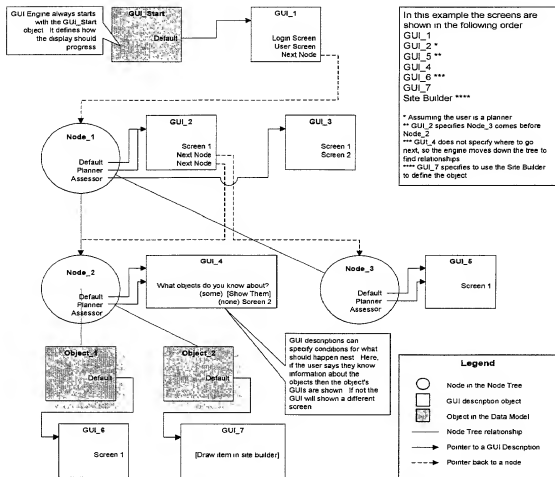 GUI Engine always starts
with the GUI_Start
object  It defines how
the display should
progress
GUI_Start
Default
GUI_1
Login Screen
User Screen
Next Node
In this example the screens are
shown in the following order
GUI_1
GUI_2 *
GUI_5 **
GUI_4
GUI_6 ***
GUI_7
Site Builder ****
* Assuming the user is a planner
** GUI_2 specifies Node_3 comes before
Node_2
*** GUI_4 does not specify where to go
next, so the engine moves down the tree to
find relationships
**** GUI_7 specifies to use the Site Builder
to define the object
Node_1
Default
Planner
Assessor
GUI_2
Screen 1
Next Node
Next Node
GUI_3
Screen 1
Screen 2
Node_2
Default
Planner
Assessor
GUI_4
What objects do you know about?
(some)  [Show Them]
(none) Screen 2
Node_3
Default
Planner
Assessor
GUI_5
Screen 1
Object_1
Default
Object_2
Default
GUI descriptions can
specify conditions for what
should happen nest  Here,
if the user says they know
information about the
objects then the object's
GUIs are shown  If not the
GUI will shown a different
screen
GUI_6
Screen 1
GUI_7
[Draw item in site builder]
Legend
Node in the Node Tree
GUI description object
Object in the Data Model
Node Tree relationship
Pointer to a GUI Description
Pointer back to a node